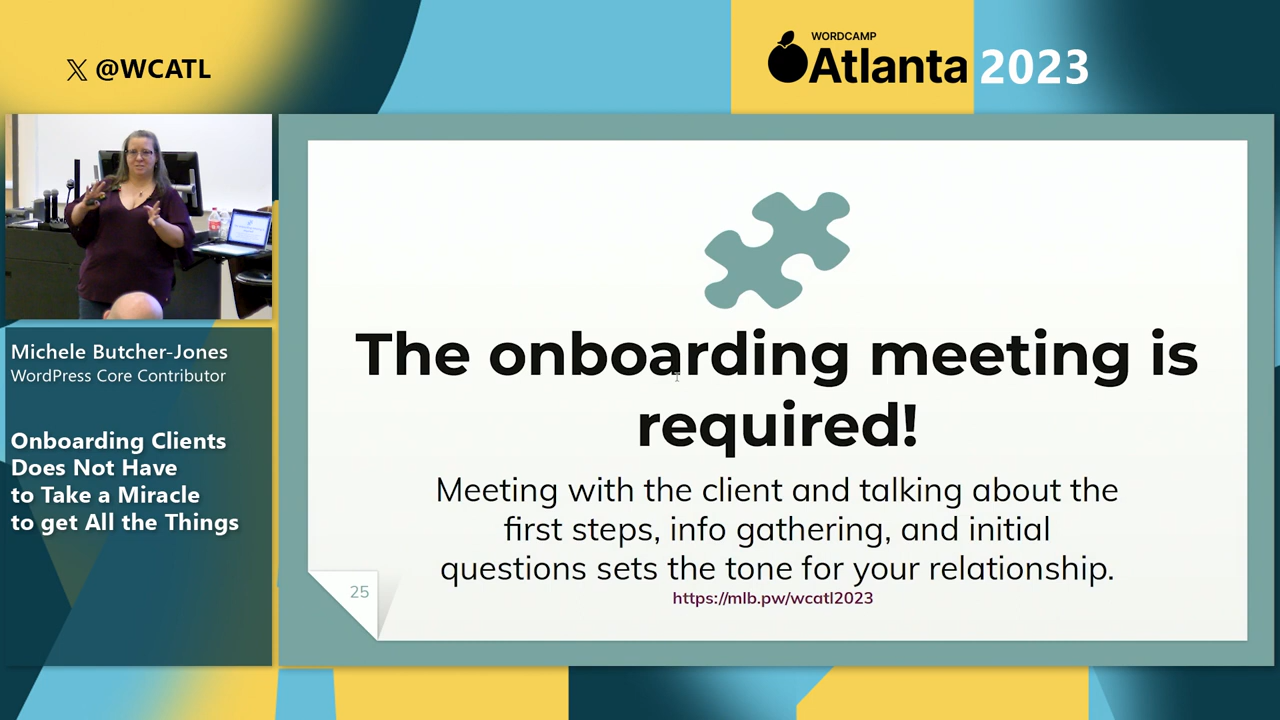 𝕏 @WCATL
WORDCAMP
Atlanta 2023
Michele Butcher-Jones
WordPress Core Contributor
Onboarding Clients
Does Not Have
to Take a Miracle
to get All the Things
The onboarding meeting is
required!
Meeting with the client and talking about the
first steps, info gathering, and initial
questions sets the tone for your relationship.
https://mlb.pw/wcatl2023
25